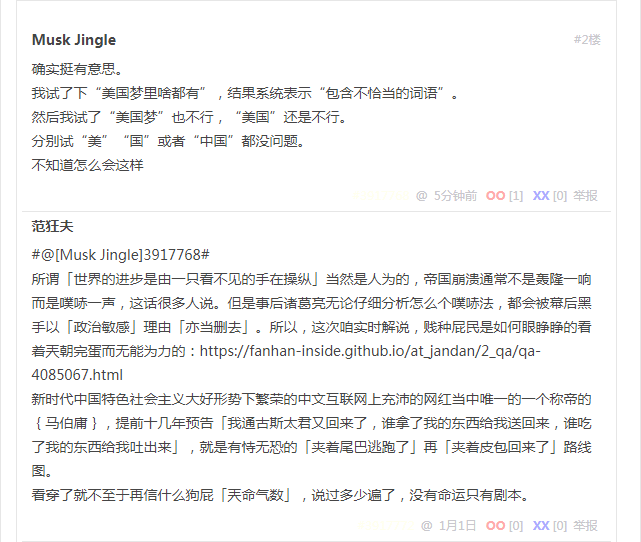 Musk Jingle
#2楼
确实挺有意思。
我试了下“美国梦里啥都有”，结果系统表示“包含不恰当的词语”。
然后我试了“美国梦”也不行，“美国”还是不行。
分别试“美”“国”或者“中国”都没问题。
不知道怎么会这样
@ 5分钟前 OO [1] XX [0] 举报
范狂夫
#@[Musk Jingle]3917768#
所谓「世界的进步是由一只看不见的手在操纵」当然是人为的，帝国崩溃通常不是轰隆一响
而是噗哧一声，这话很多人说。但是事后诸葛亮无论仔细分析怎么个噗哧法，都会被幕后黑
手以「政治敏感」理由「亦当删去」。所以，这次咱实时解说，贱种屁民是如何眼睁睁的看
着天朝完蛋而无能为力的：https://fanhan-inside.github.io/at_jandan/2_qa/qa-
4085067.html
新时代中国特色社会主义大好形势下繁荣的中文互联网上充沛的网红当中唯一的一个称帝的
｛马伯庸｝，提前十几年预告「我通古斯太君又回来了，谁拿了我的东西给我送回来，谁吃
了我的东西给我吐出来」，就是有恃无恐的「夹着尾巴逃跑了」再「夹着皮包回来了」路线
图。
看穿了就不至于再信什么狗屁「天命气数」，说过多少遍了，没有命运只有剧本。
@ 1月1日 OO [0] XX [0] 举报